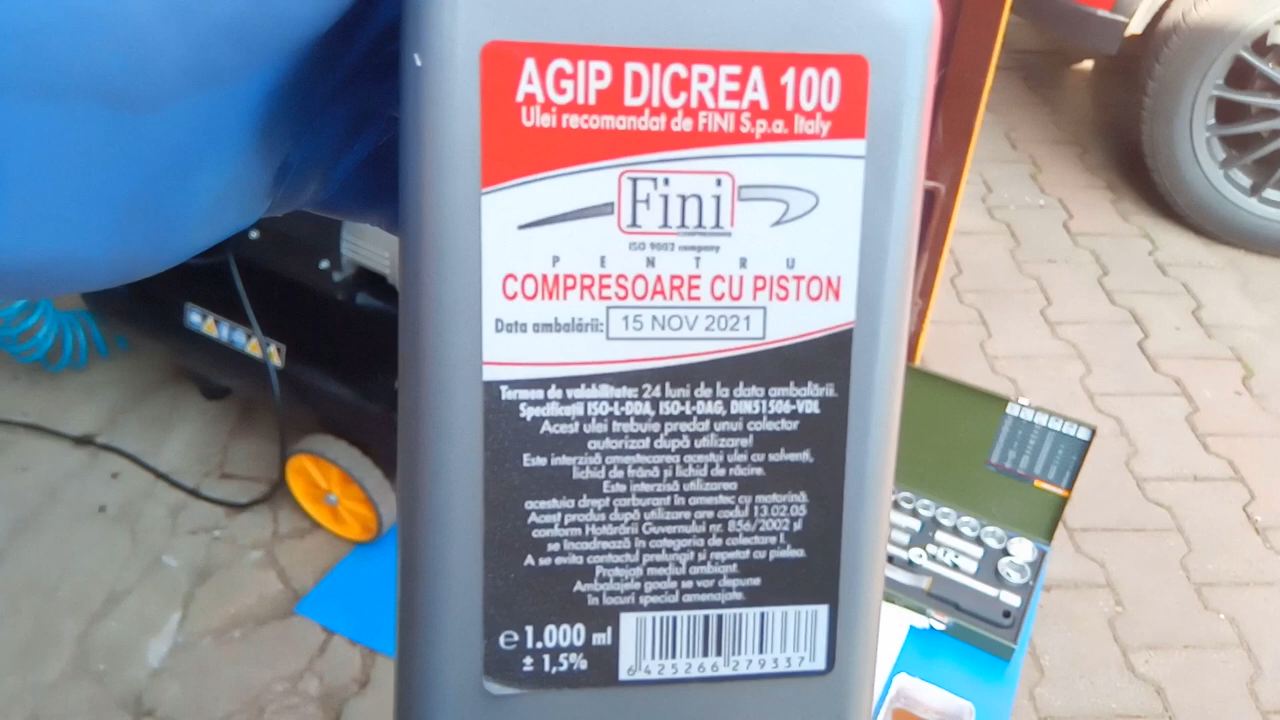 AGIP DICREA 100
Ulei recomandat de FINI S.p.a. Italy
Fini
COMPRESSORS
ISO 9002 company
PENTRU
COMPRESOARE CU PISTON
Data ambalării: 15 NOV 2021
Termen de valabilitate: 24 luni de la data ambalării.
Specificații ISO-L-DDA, ISO-L-DAG, DIN51506-VDL
Acest ulei trebuie predat unui colector
autorizat după utilizare!
Este interzisă amestecarea acestui ulei cu solvenți,
lichid de frână și lichid de răcire.
Este interzisă utilizarea
acestuia drept carburant în amestec cu motorină.
Acest produs după utilizare are codul 13.02.05
conform Hotărârii Guvernului nr. 856/2002 și
se încadrează în categoria de colectare I.
A se evita contactul prelungit și repetat cu pielea.
Protejați mediul ambiant.
Ambalajele goale se vor depune
în locuri special amenajate.
e 1.000 ml
± 1,5%
6425266279337